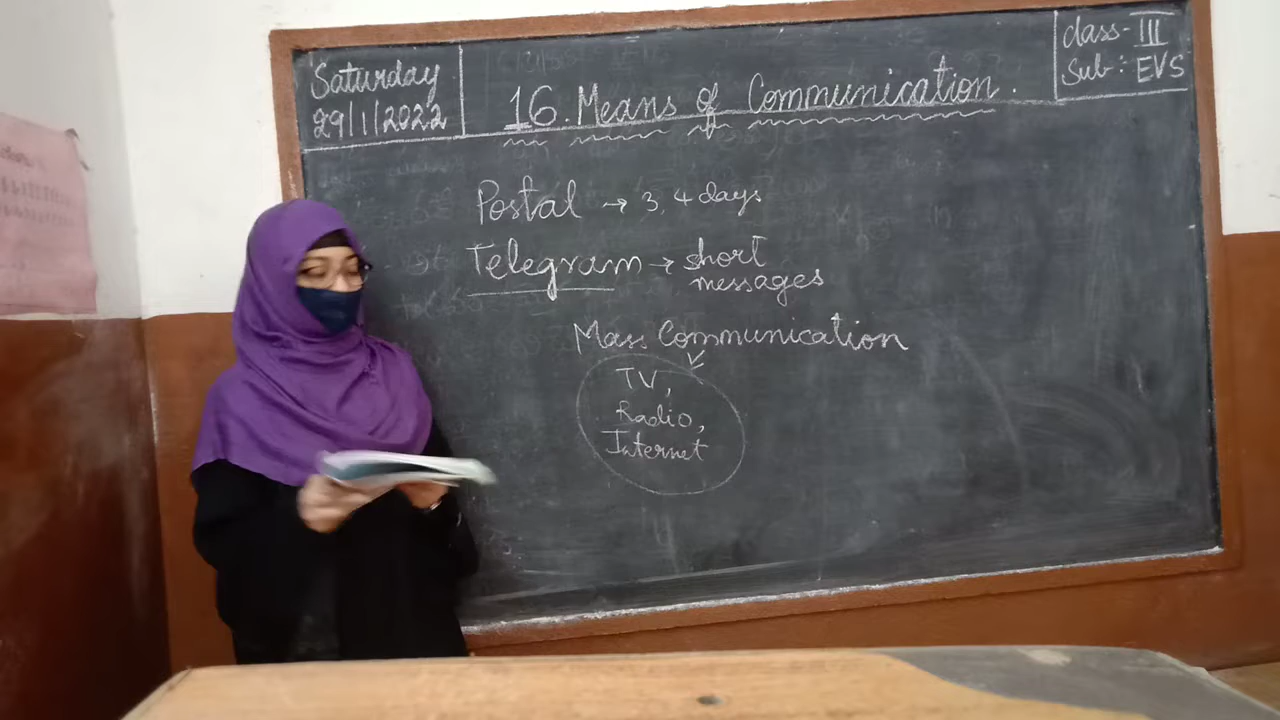 Saturday
29/1/2022
16. Means of Communication.
Class - III
Sub: EVS
Postal → 3, 4 days
Telegram → short
messages
Mass Communication
TV,
Radio,
Internet